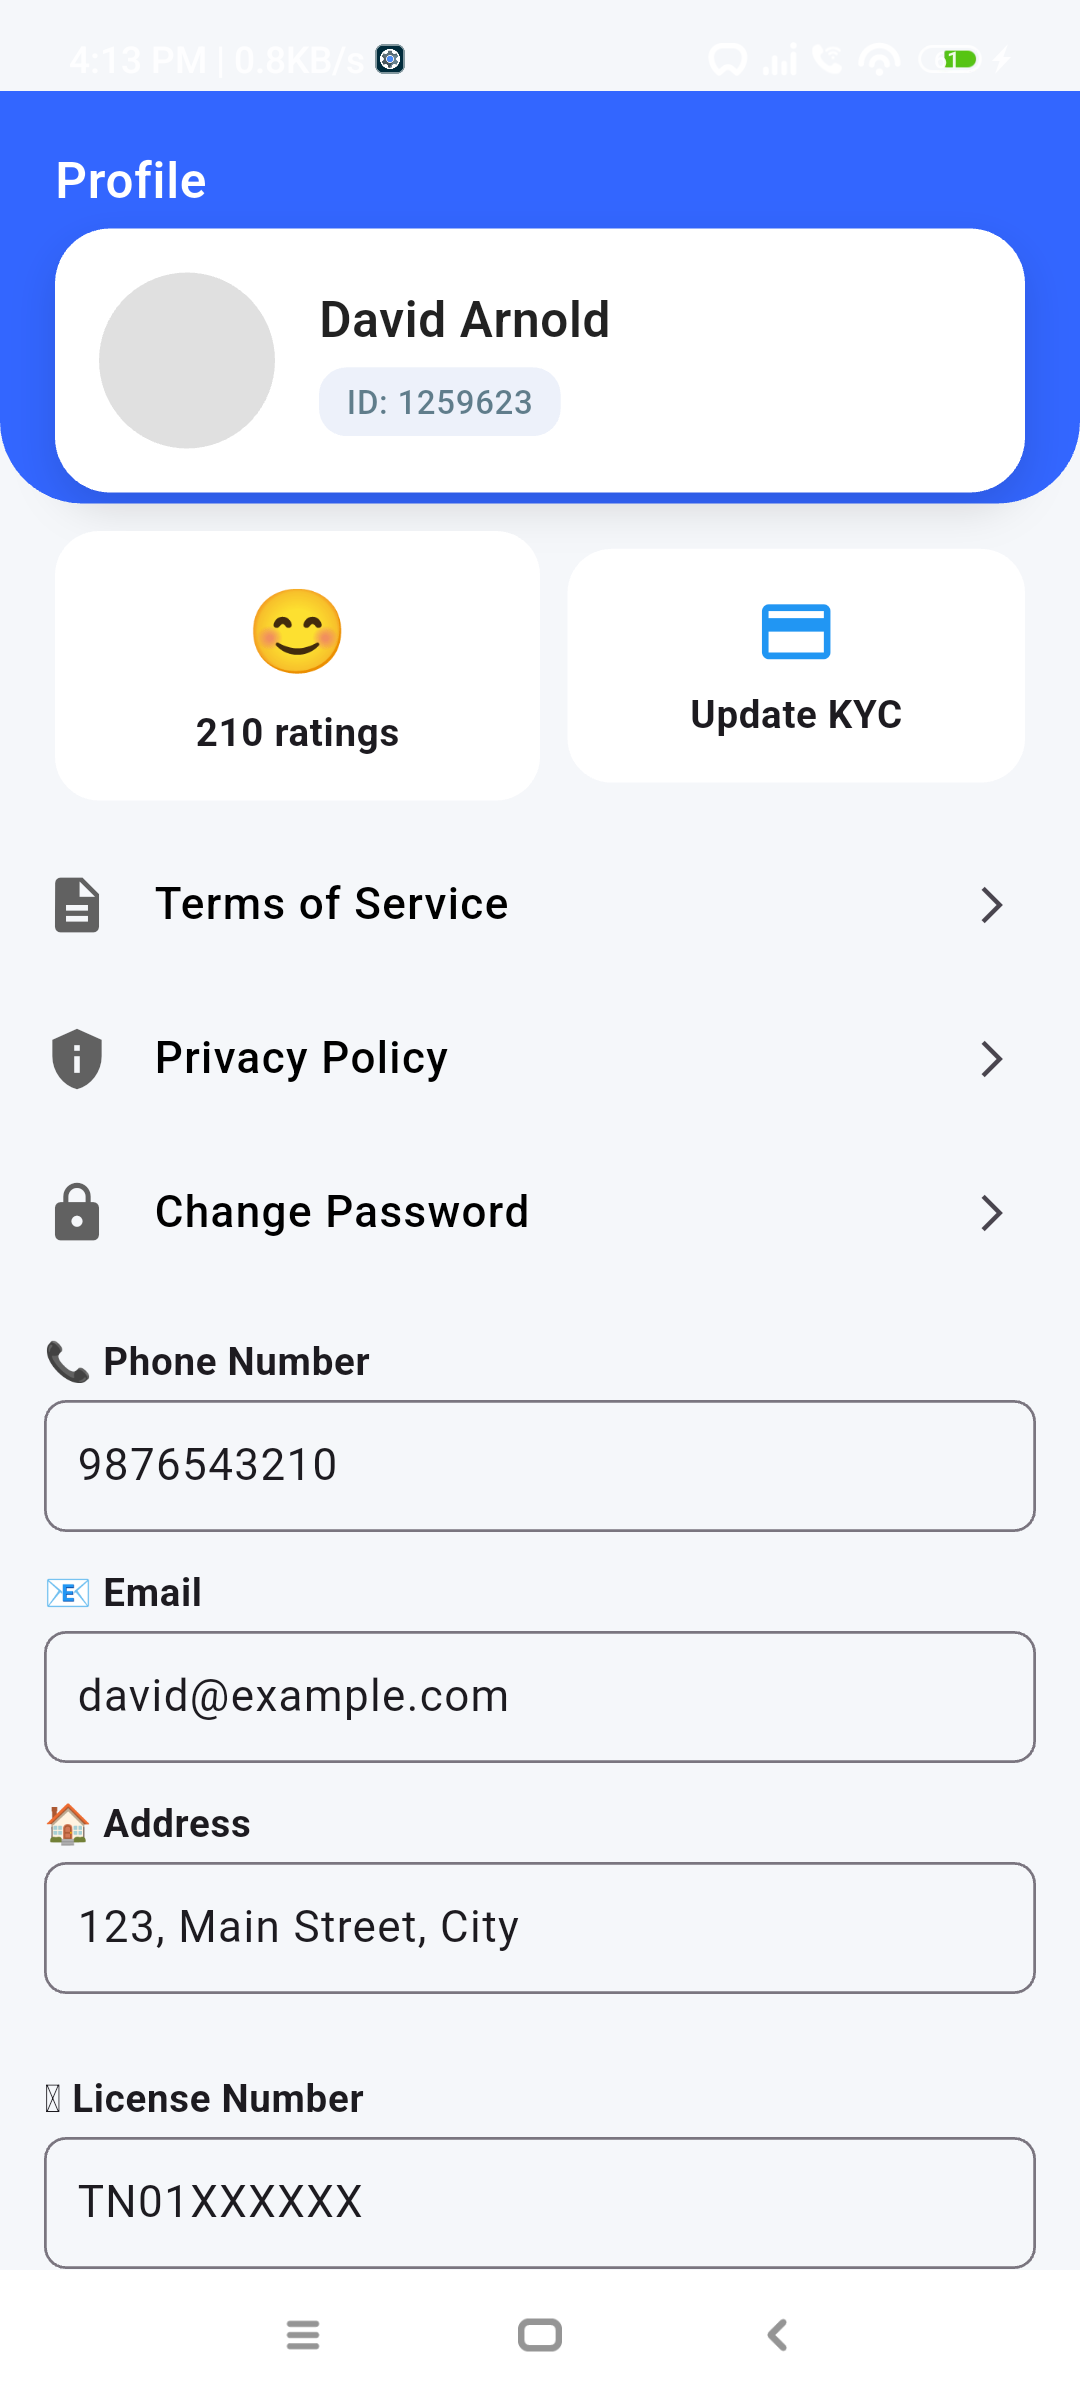 4:13 PM | 0.8KB/s
Profile
David Arnold
ID: 1259623
210 ratings
Update KYC
Terms of Service
Privacy Policy
Change Password
📞 Phone Number
9876543210
📧 Email
david@example.com
🏠 Address
123, Main Street, City
License Number
TN01XXXXXX